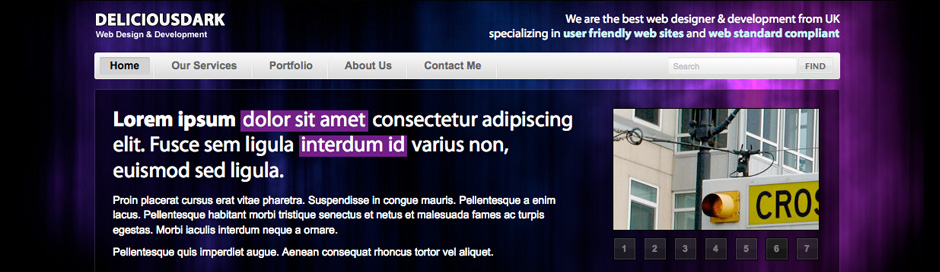 DELICIOUSDARK
Web Design & Development
We are the best web designer & development from UK
specializing in user friendly web sites and web standard compliant
Home Our Services Portfolio About Us Contact Me Search FIND
Lorem ipsum dolor sit amet consectetur adipiscing
elit. Fusce sem ligula interdum id varius non,
euismod sed ligula.
Proin placerat cursus erat vitae pharetra. Suspendisse in congue mauris. Pellentesque a enim
lacus. Pellentesque habitant morbi tristique senectus et netus et malesuada fames ac turpis
egestas. Morbi iaculis interdum neque a ornare.
Pellentesque quis imperdiet augue. Aenean consequat rhoncus tortor vel aliquet.
CROS
1 2 3 4 5 6 7